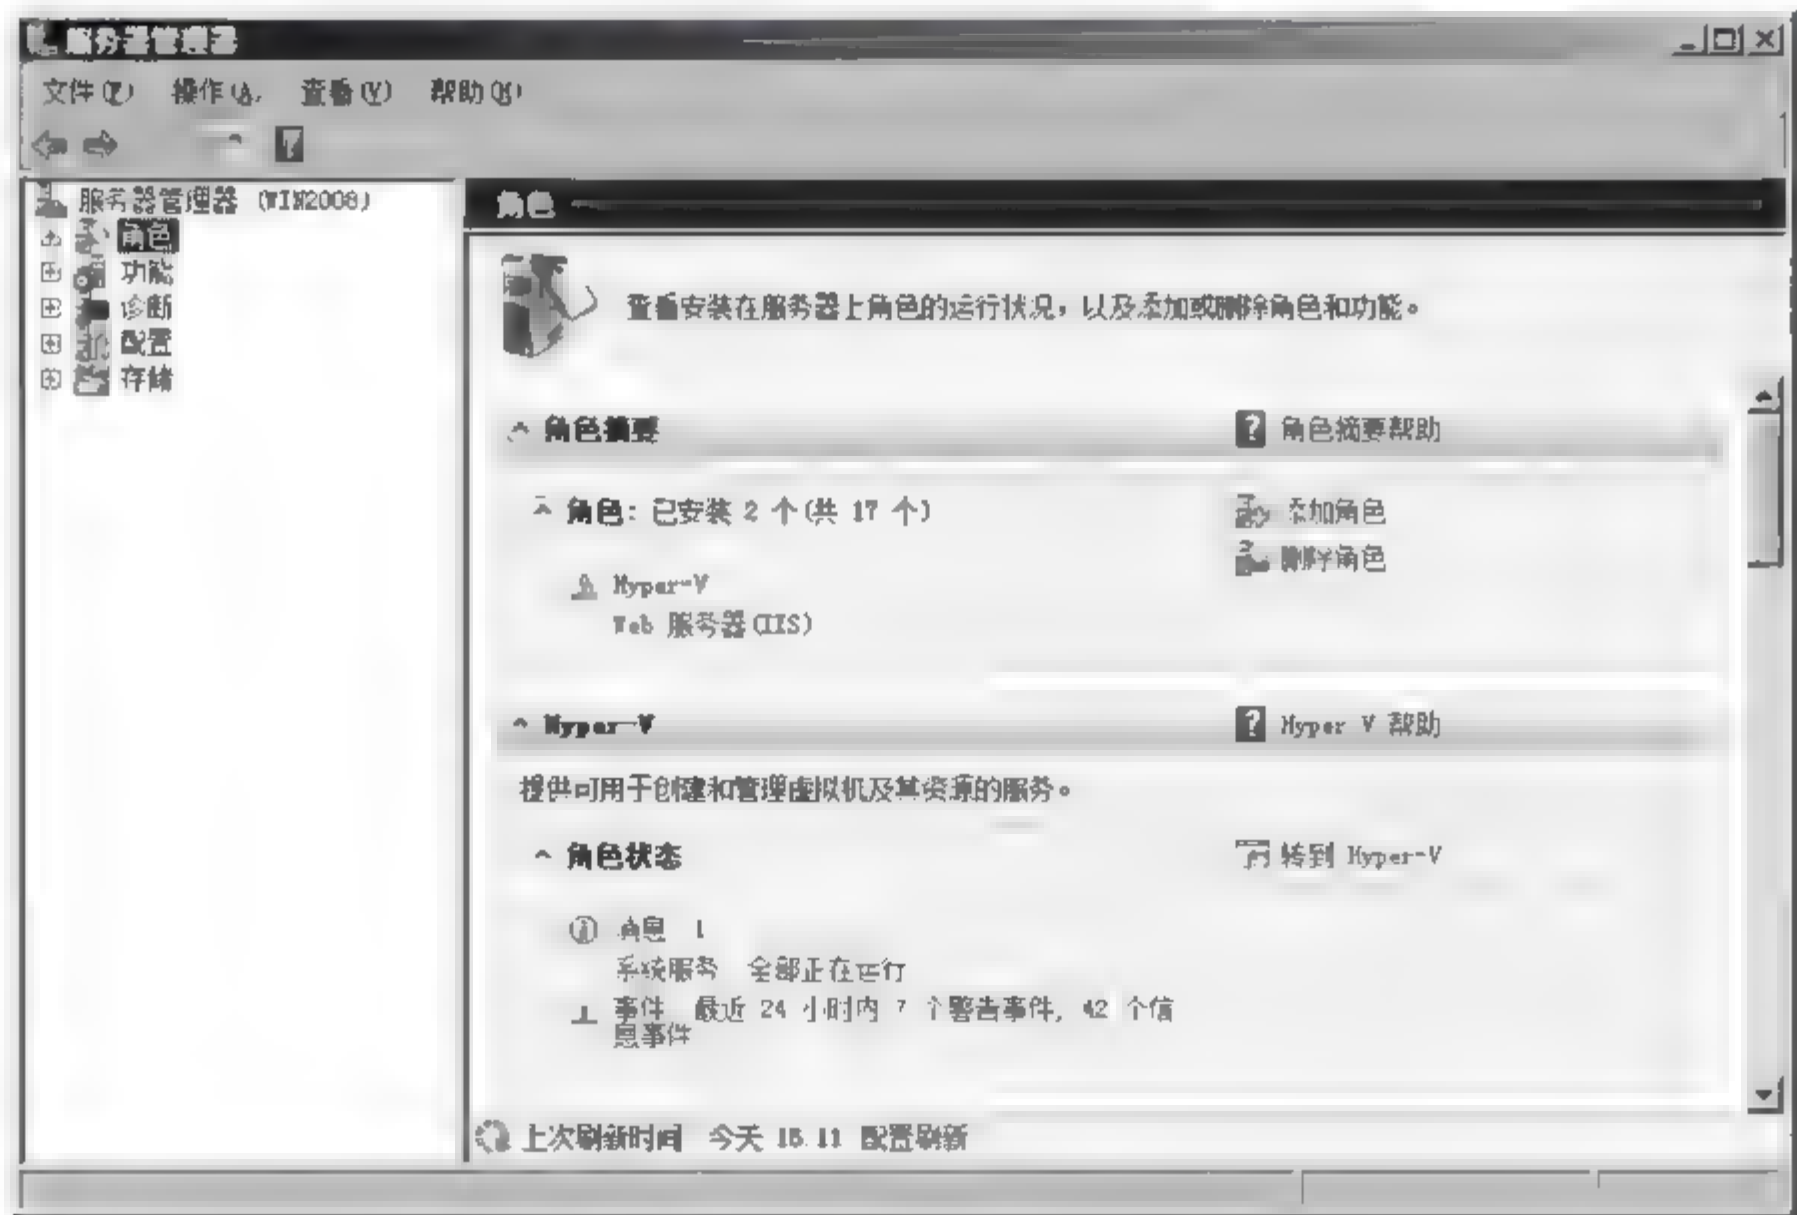 服务器管理器
文件(F) 操作(A) 查看(V) 帮助(H)
服务器管理器 (WIN2008)
角色
功能
诊断
配置
存储
角色
查看安装在服务器上角色的运行状况，以及添加或删除角色和功能。
角色摘要
角色摘要帮助
角色: 已安装 2 个(共 17 个)
添加角色
删除角色
Hyper-V
Web 服务器(IIS)
Hyper-V
Hyper V 帮助
提供可用于创建和管理虚拟机及其资源的服务。
角色状态
转到 Hyper-V
消息 1
系统服务 全部正在运行
事件 最近 24 小时内 7 个警告事件, 42 个信
息事件
上次刷新时间 今天 15 11 配置刷新